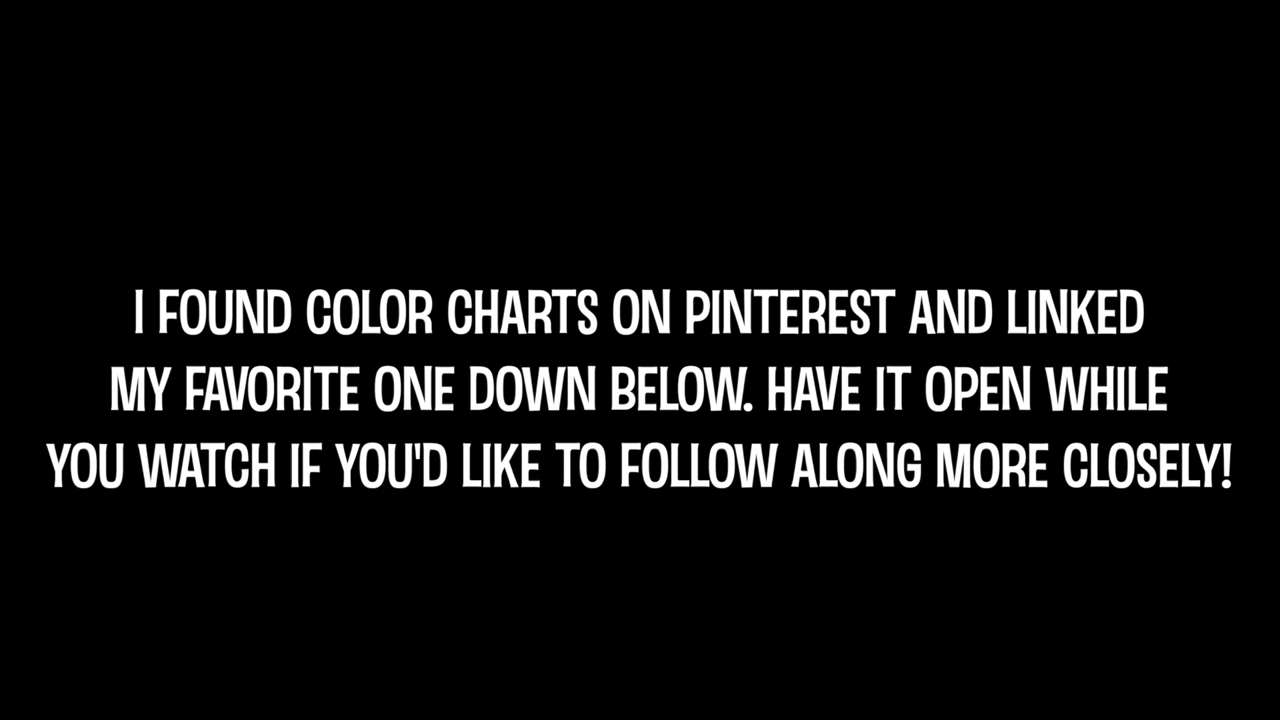 I FOUND COLOR CHARTS ON PINTEREST AND LINKED
MY FAVORITE ONE DOWN BELOW. HAVE IT OPEN WHILE
YOU WATCH IF YOU'D LIKE TO FOLLOW ALONG MORE CLOSELY!